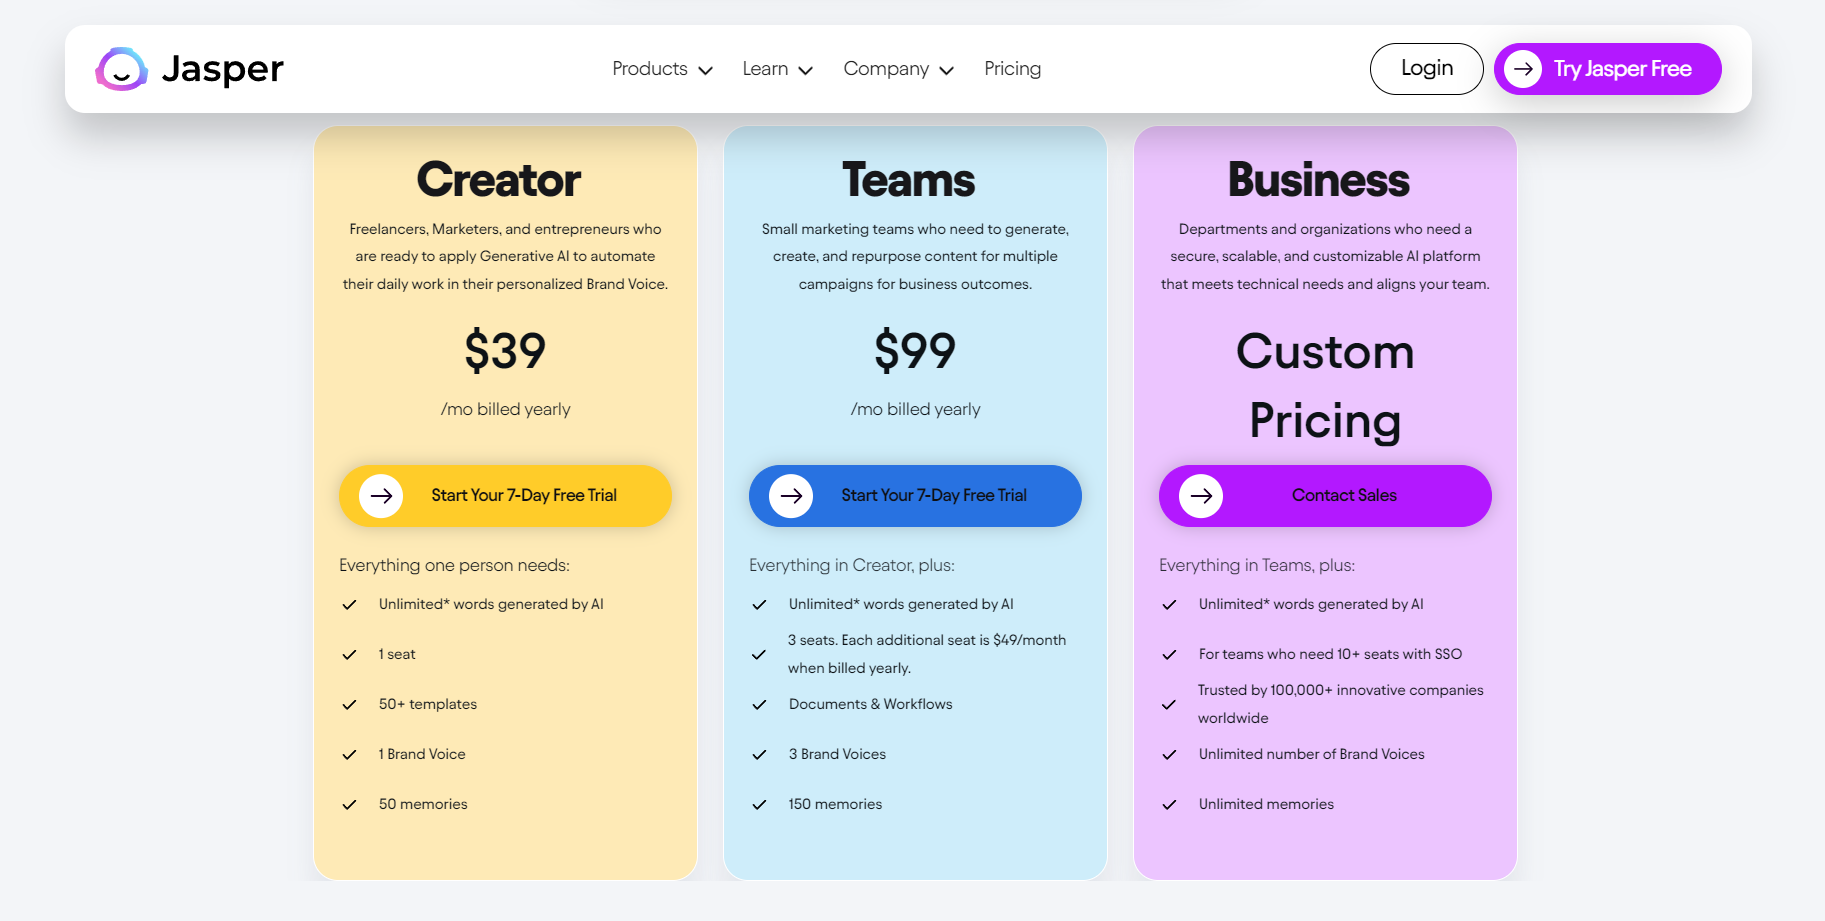 Jasper
Products
Learn
Company
Pricing
Login
Try Jasper Free
Creator
Freelancers, Marketers, and entrepreneurs who
are ready to apply Generative AI to automate
their daily work in their personalized Brand Voice.
$39
/mo billed yearly
Start Your 7-Day Free Trial
Everything one person needs:
Unlimited* words generated by AI
1 seat
50+ templates
1 Brand Voice
50 memories
Teams
Small marketing teams who need to generate,
create, and repurpose content for multiple
campaigns for business outcomes.
$99
/mo billed yearly
Start Your 7-Day Free Trial
Everything in Creator, plus:
Unlimited* words generated by AI
3 seats. Each additional seat is $49/month
when billed yearly.
Documents & Workflows
3 Brand Voices
150 memories
Business
Departments and organizations who need a
secure, scalable, and customizable AI platform
that meets technical needs and aligns your team.
Custom
Pricing
Contact Sales
Everything in Teams, plus:
Unlimited* words generated by AI
For teams who need 10+ seats with SSO
Trusted by 100,000+ innovative companies
worldwide
Unlimited number of Brand Voices
Unlimited memories